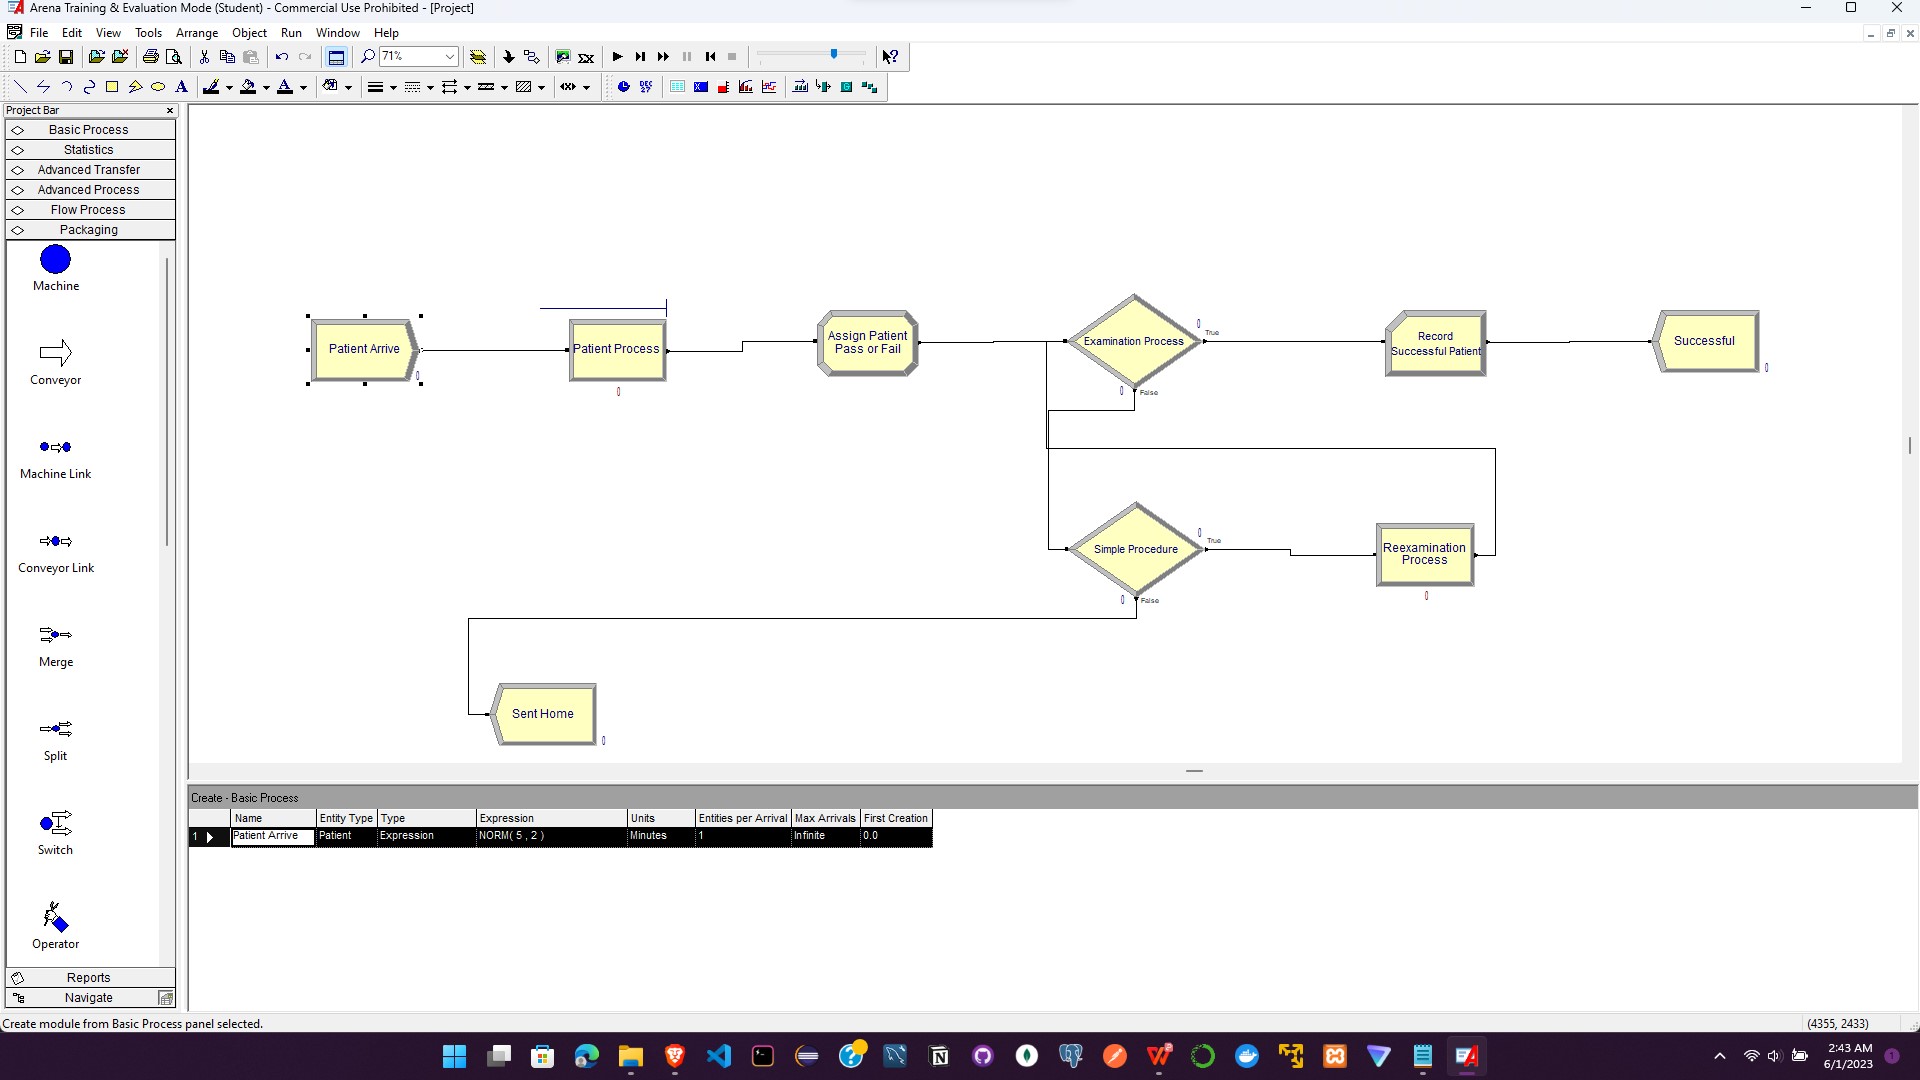 Arena Training & Evaluation Mode (Student) - Commercial Use Prohibited - [Project]
File Edit View Tools Arrange Object Run Window Help
71%
A A DEC 27
Project Bar
Basic Process
Statistics
Advanced Transfer
Advanced Process
Flow Process
Packaging
Machine
Conveyor
Machine Link
Conveyor Link
Merge
Split
Switch
Operator
Reports
Navigate
Patient Arrive
0
Patient Process
0
Assign Patient
Pass or Fail
Examination Process
0
True
0
False
Record
Successful Patient
Successful
0
Simple Procedure
0
True
0
False
Reexamination
Process
0
Sent Home
0
Create - Basic Process
Name Entity Type Type Expression Units Entities per Arrival Max Arrivals First Creation
1 Patient Arrive Patient Expression NORM( 5 , 2 ) Minutes 1 Infinite 0.0
Create module from Basic Process panel selected.
(4355, 2433)
2:43 AM
6/1/2023
1